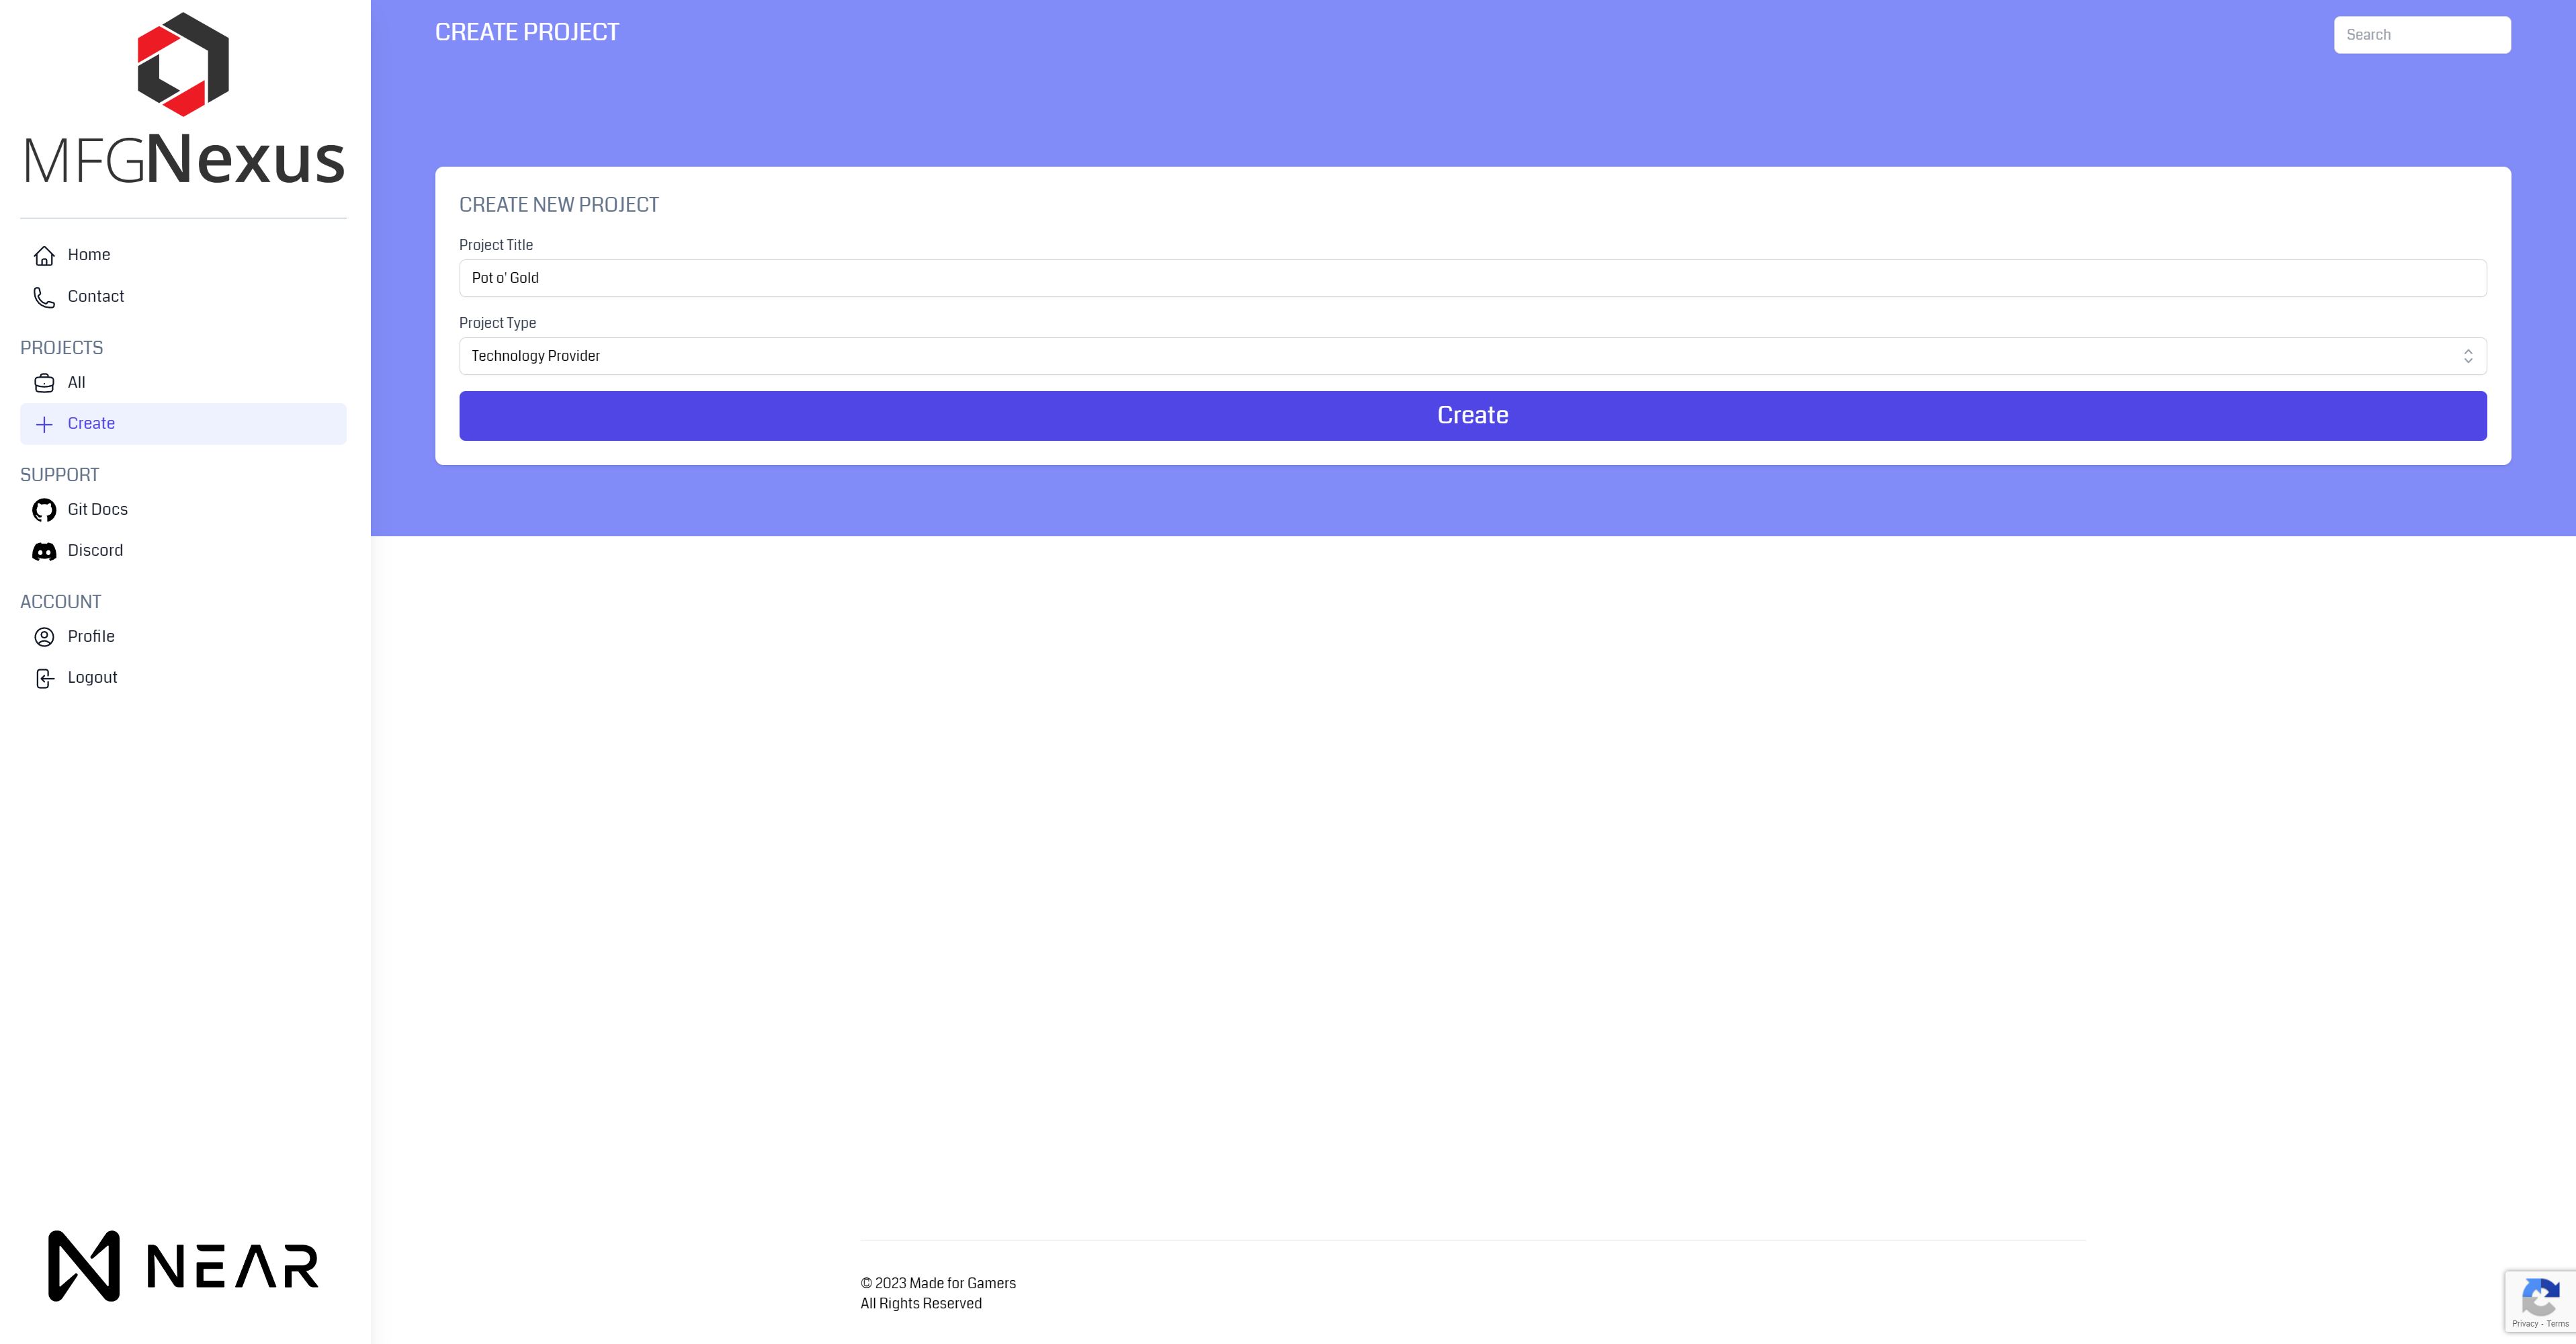 MFGNexus
Home
Contact
PROJECTS
All
Create
SUPPORT
Git Docs
Discord
ACCOUNT
Profile
Logout
NEAR
CREATE PROJECT
Search
CREATE NEW PROJECT
Project Title
Pot o' Gold
Project Type
Technology Provider
Create
© 2023 Made for Gamers
All Rights Reserved
Privacy - Terms